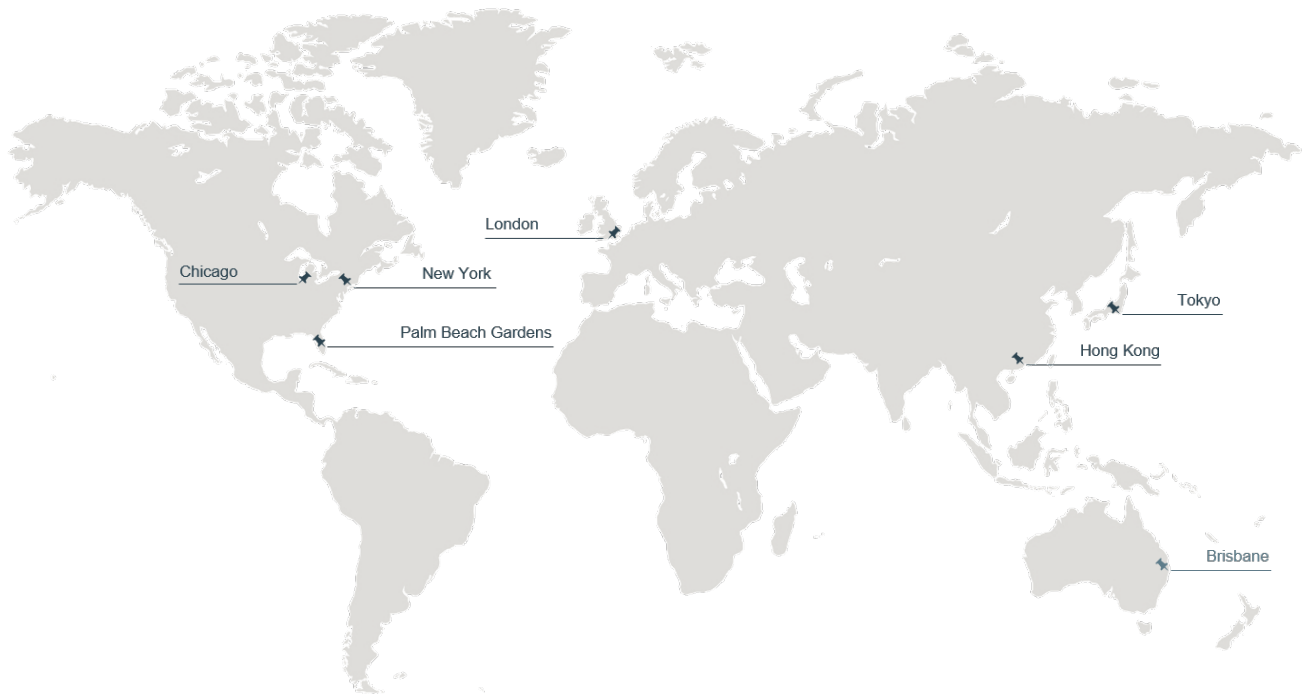 London
Chicago
New York
Tokyo
Palm Beach Gardens
Hong Kong
Brisbane